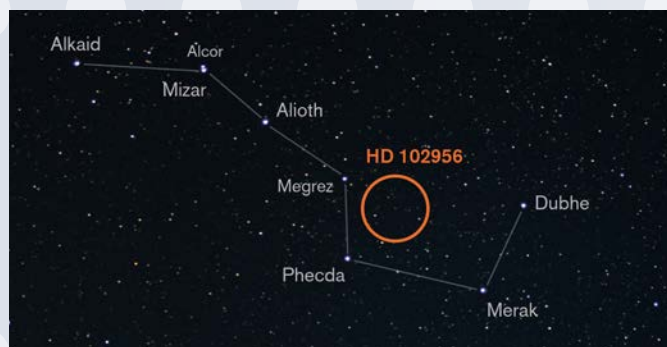 Alkaid
Alcor
Mizar
Alioth
HD 102956
Megrez
Dubhe
Phecda
Merak